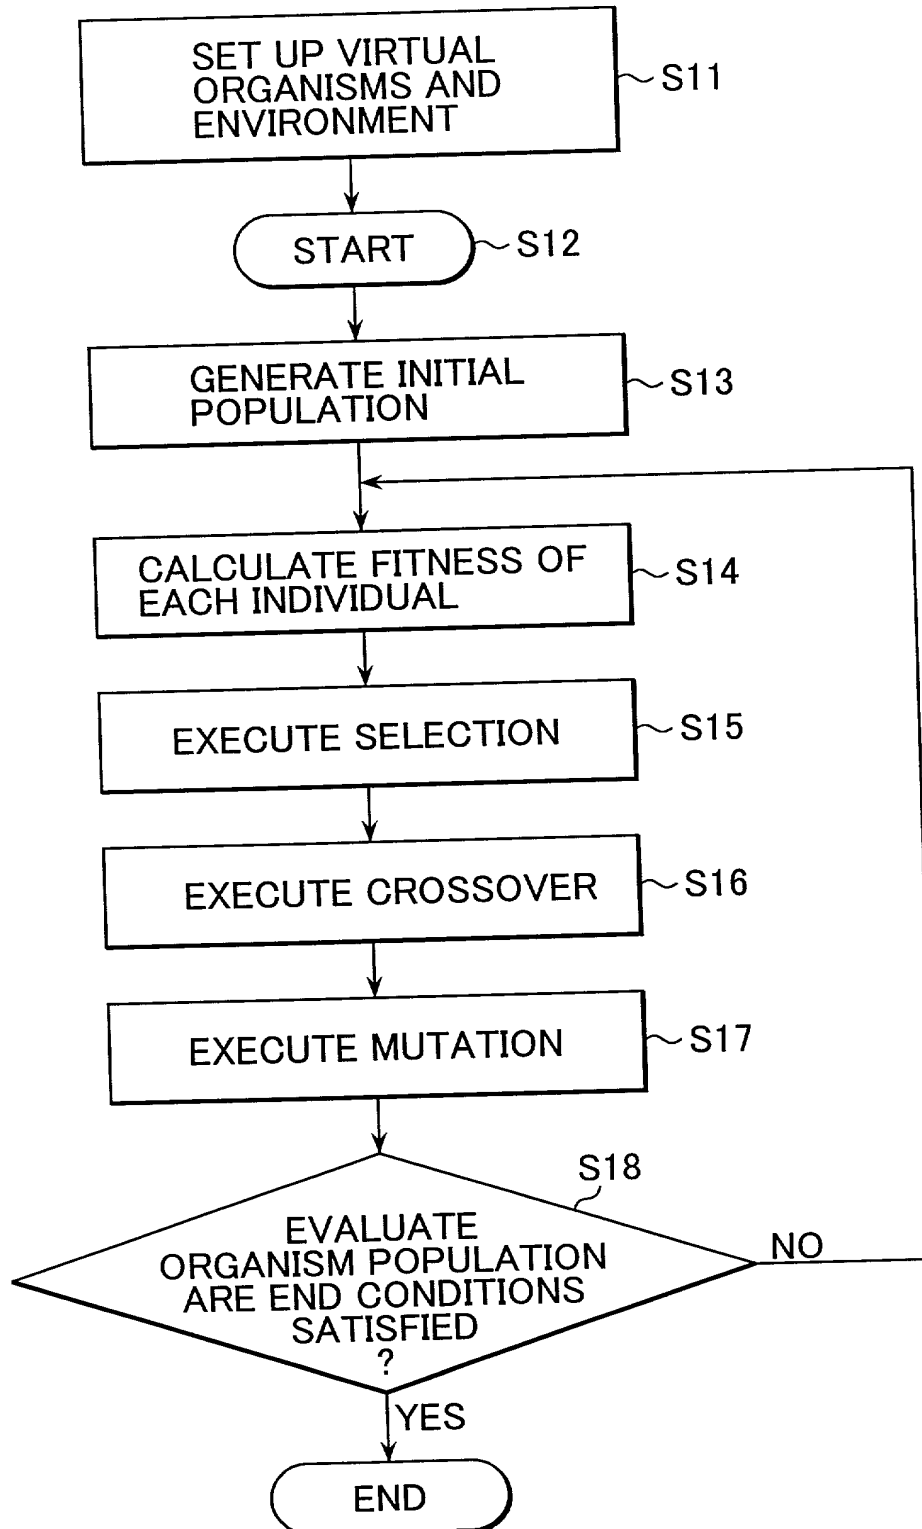 SET UP VIRTUAL
ORGANISMS AND
ENVIRONMENT
S11
START
S12
GENERATE INITIAL
POPULATION
S13
CALCULATE FITNESS OF
EACH INDIVIDUAL
S14
EXECUTE SELECTION
S15
EXECUTE CROSSOVER
S16
EXECUTE MUTATION
S17
S18
EVALUATE
ORGANISM POPULATION
ARE END CONDITIONS
SATISFIED
?
NO
YES
END